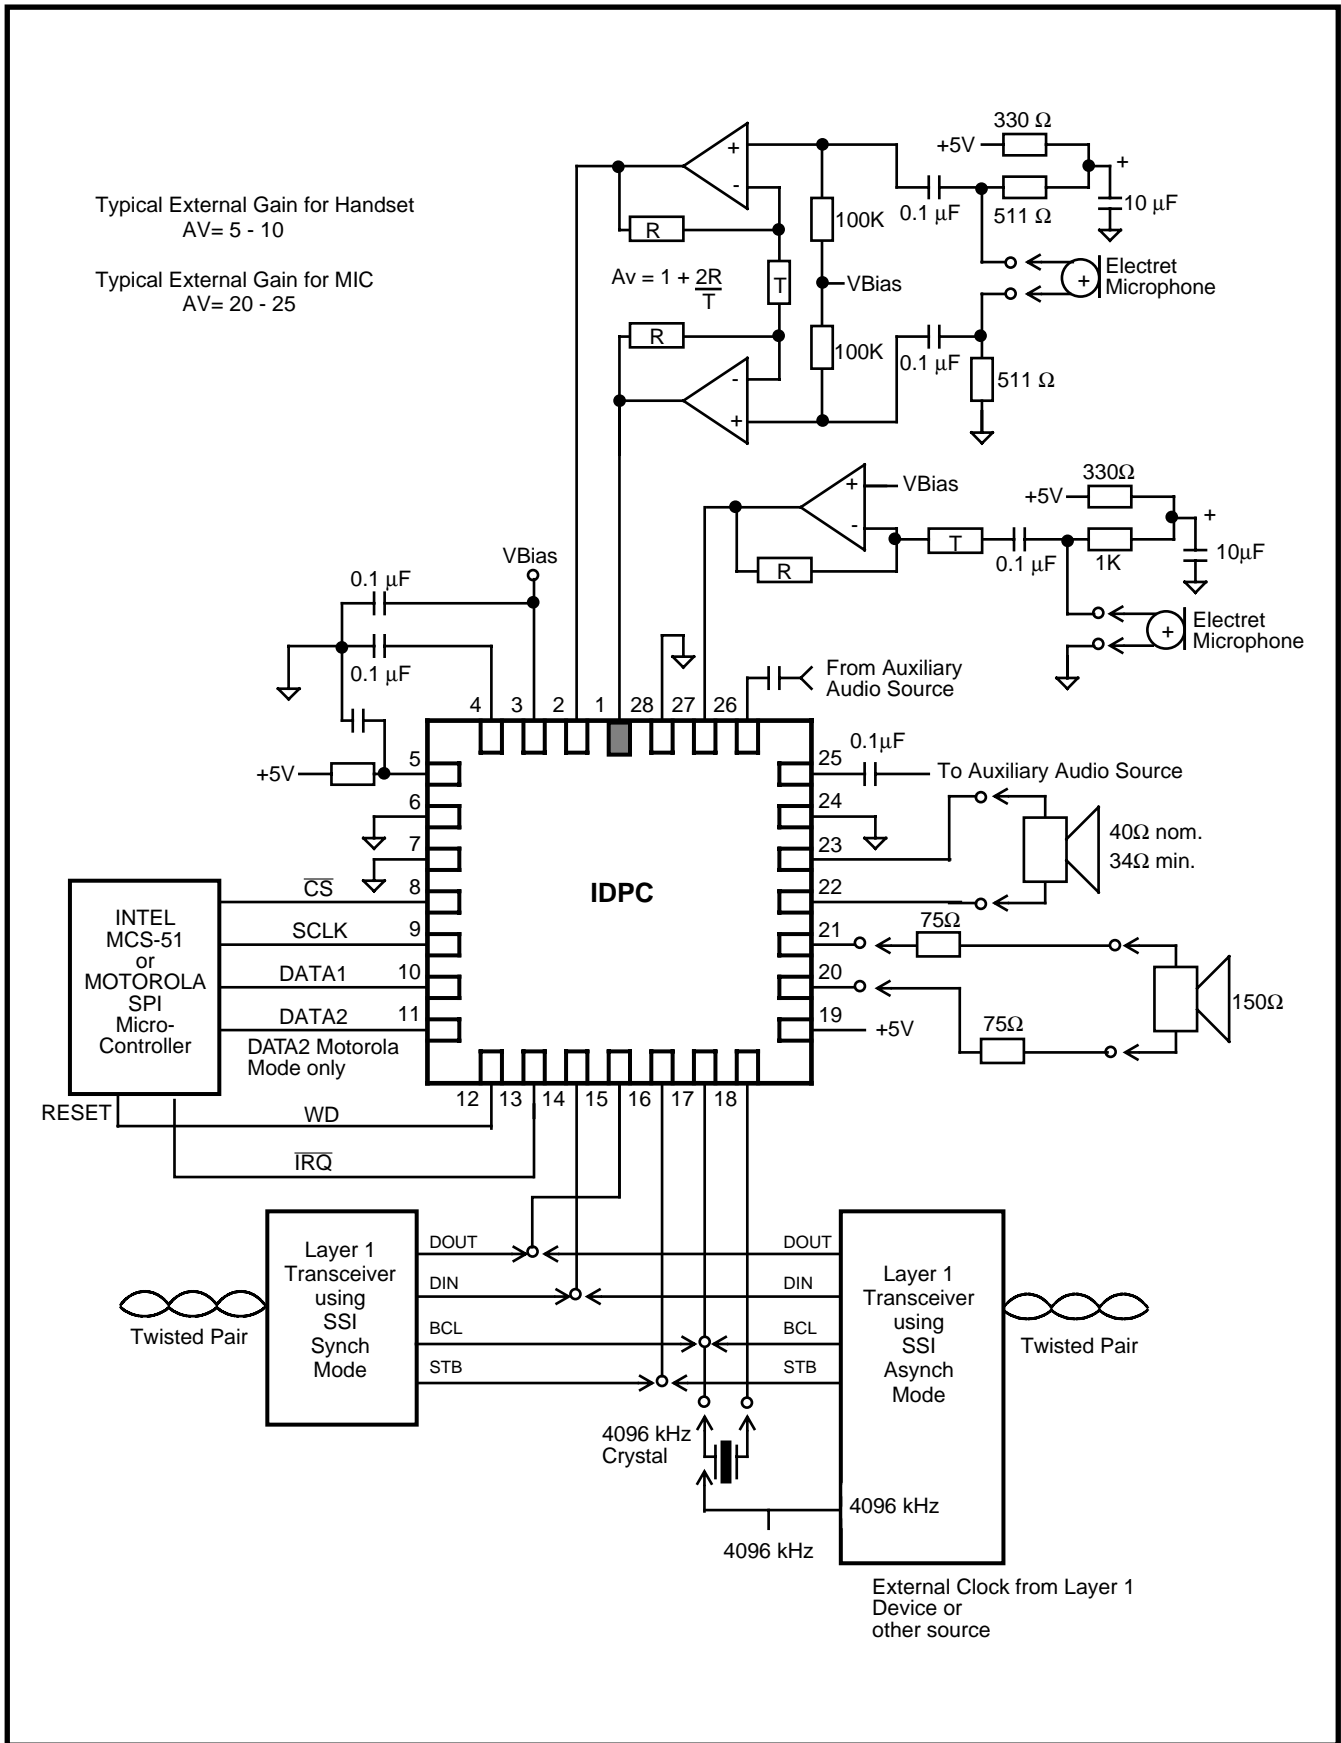 330 Ω
+5V
+
+
-
0.1 µF
511 Ω
10 µF
Typical External Gain for Handset
AV= 5 - 10
Typical External Gain for MIC
AV= 20 - 25
R
100K
Av = 1 + 2R
T
T
VBias
+
Electret
Microphone
R
100K
0.1 µF
511 Ω
-
+
330Ω
+5V
+
+
VBias
-
T
0.1 µF
1K
10µF
R
VBias
0.1 µF
0.1 µF
+
Electret
Microphone
From Auxiliary
Audio Source
4
3
2
1
28
27
26
+5V
5
6
7
8
9
10
11
25
24
23
22
21
20
19
0.1µF
To Auxiliary Audio Source
40Ω nom.
34Ω min.
75Ω
150Ω
75Ω
+5V
IDPC
INTEL
MCS-51
or
MOTOROLA
SPI
Micro-
Controller
CS
SCLK
DATA1
DATA2
DATA2 Motorola
Mode only
12
13
14
15
16
17
18
RESET
WD
IRQ
Layer 1
Transceiver
using
SSI
Synch
Mode
DOUT
DIN
BCL
STB
DOUT
DIN
BCL
STB
Layer 1
Transceiver
using
SSI
Asynch
Mode
Twisted Pair
Twisted Pair
4096 kHz
Crystal
4096 kHz
4096 kHz
External Clock from Layer 1
Device or
other source